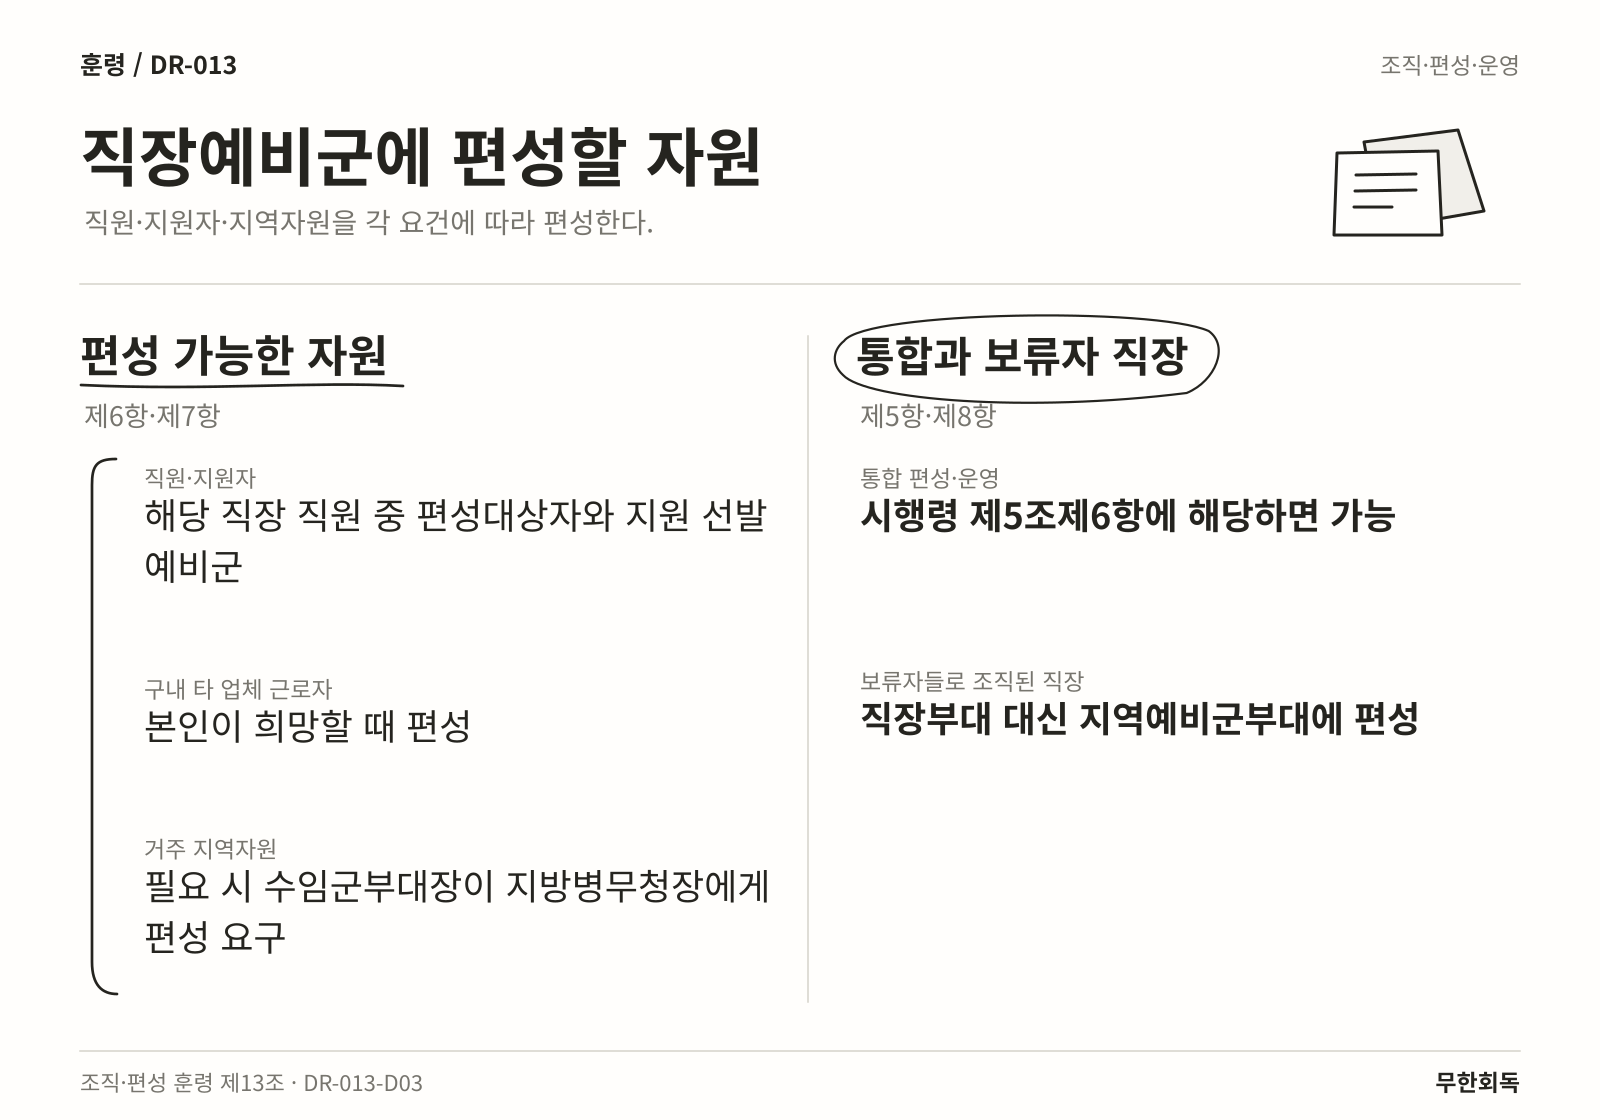 훈령 / DR-013
조직·편성·운영
직장예비군에 편성할 자원
직원·지원자·지역자원을 각 요건에 따라 편성한다.
편성 가능한 자원
제6항·제7항
직원·지원자
해당 직장 직원 중 편성대상자와 지원 선발
예비군
구내 타 업체 근로자
본인이 희망할 때 편성
거주 지역자원
필요 시 수임군부대장이 지방병무청장에게
편성 요구
통합과 보류자 직장
제5항·제8항
통합 편성·운영
시행령 제5조제6항에 해당하면 가능
보류자들로 조직된 직장
직장부대 대신 지역예비군부대에 편성
조직·편성 훈령 제13조 · DR-013-D03
무한회독